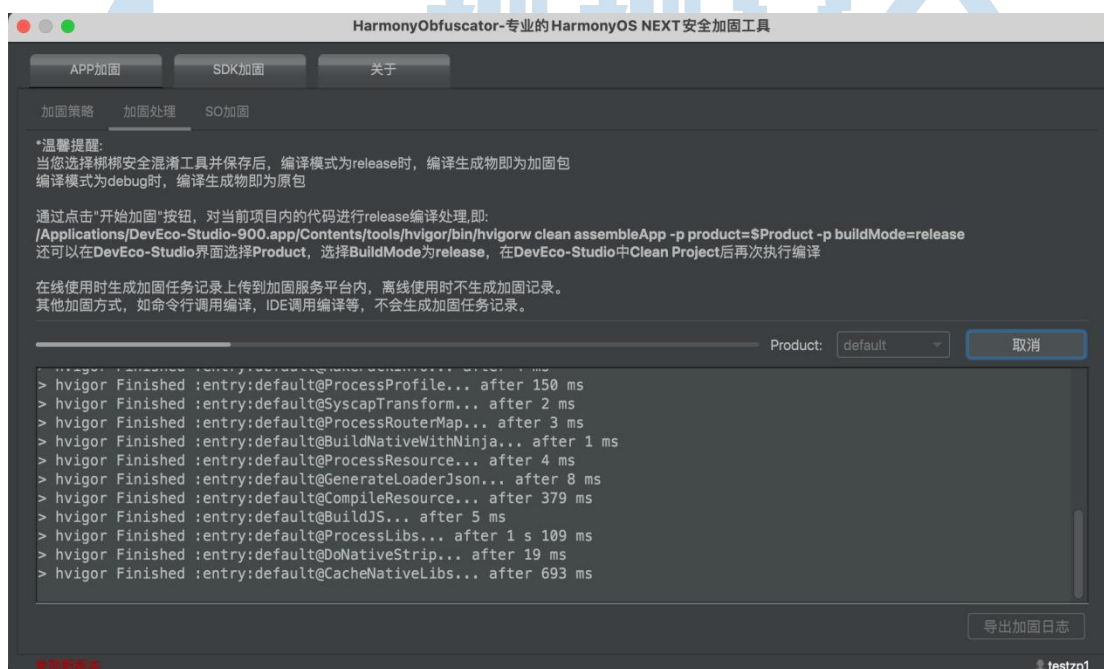 HarmonyObfuscator-专业的HarmonyOS NEXT安全加固工具
APP加固 SDK加固 关于
加固策略 加固处理 SO加固
*温馨提醒:
当您选择梆梆安全混淆工具并保存后，编译模式为release时，编译生成物即为加固包
编译模式为debug时，编译生成物即为原包
通过点击"开始加固"按钮，对当前项目内的代码进行release编译处理,即:
/Applications/DevEco-Studio-900.app/Contents/tools/hvigor/bin/hvigorw clean assembleApp -p product=$Product -p buildMode=release
还可以在DevEco-Studio界面选择Product，选择BuildMode为release，在DevEco-Studio中Clean Project后再次执行编译
在线使用时生成加固任务记录上传到加固服务平台内，离线使用时不生成加固记录。
其他加固方式，如命令行调用编译，IDE调用编译等，不会生成加固任务记录。
Product: default 取消
> hvigor Finished :entry:default@ProcessProfile... after 150 ms
> hvigor Finished :entry:default@SyscapTransform... after 2 ms
> hvigor Finished :entry:default@ProcessRouterMap... after 3 ms
> hvigor Finished :entry:default@BuildNativeWithNinja... after 1 ms
> hvigor Finished :entry:default@ProcessResource... after 4 ms
> hvigor Finished :entry:default@GenerateLoaderJson... after 8 ms
> hvigor Finished :entry:default@CompileResource... after 379 ms
> hvigor Finished :entry:default@BuildJS... after 5 ms
> hvigor Finished :entry:default@ProcessLibs... after 1 s 109 ms
> hvigor Finished :entry:default@DoNativeStrip... after 19 ms
> hvigor Finished :entry:default@CacheNativeLibs... after 693 ms
导出加固日志
testzp1